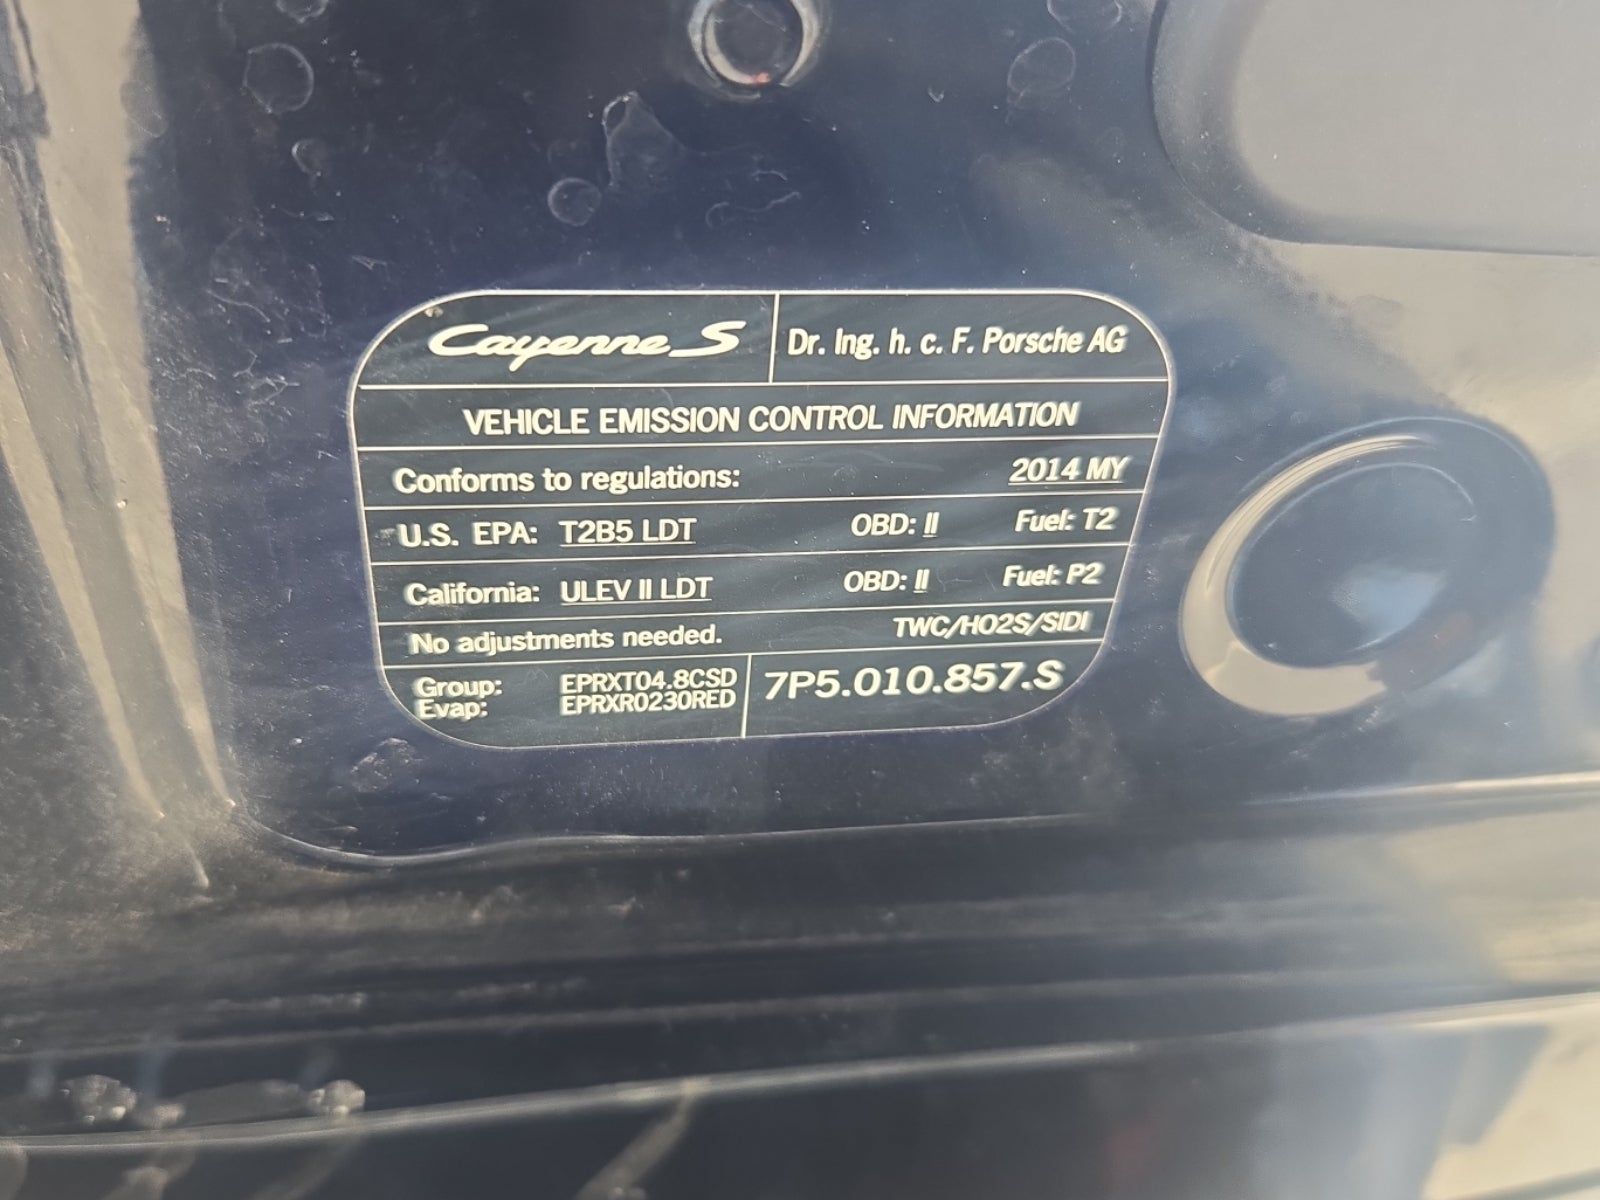 Cayenne S Dr. Ing. h. c. F. Porsche AG
VEHICLE EMISSION CONTROL INFORMATION
Conforms to regulations: 2014 MY
U.S. EPA: T2B5 LDT OBD: II Fuel: T2
California: ULEV II LDT OBD: II Fuel: P2
No adjustments needed. TWC/HO2S/SIDI
Group: EPRXT04.8CSD 7P5.010.857.S
Evap: EPRXR0230RED